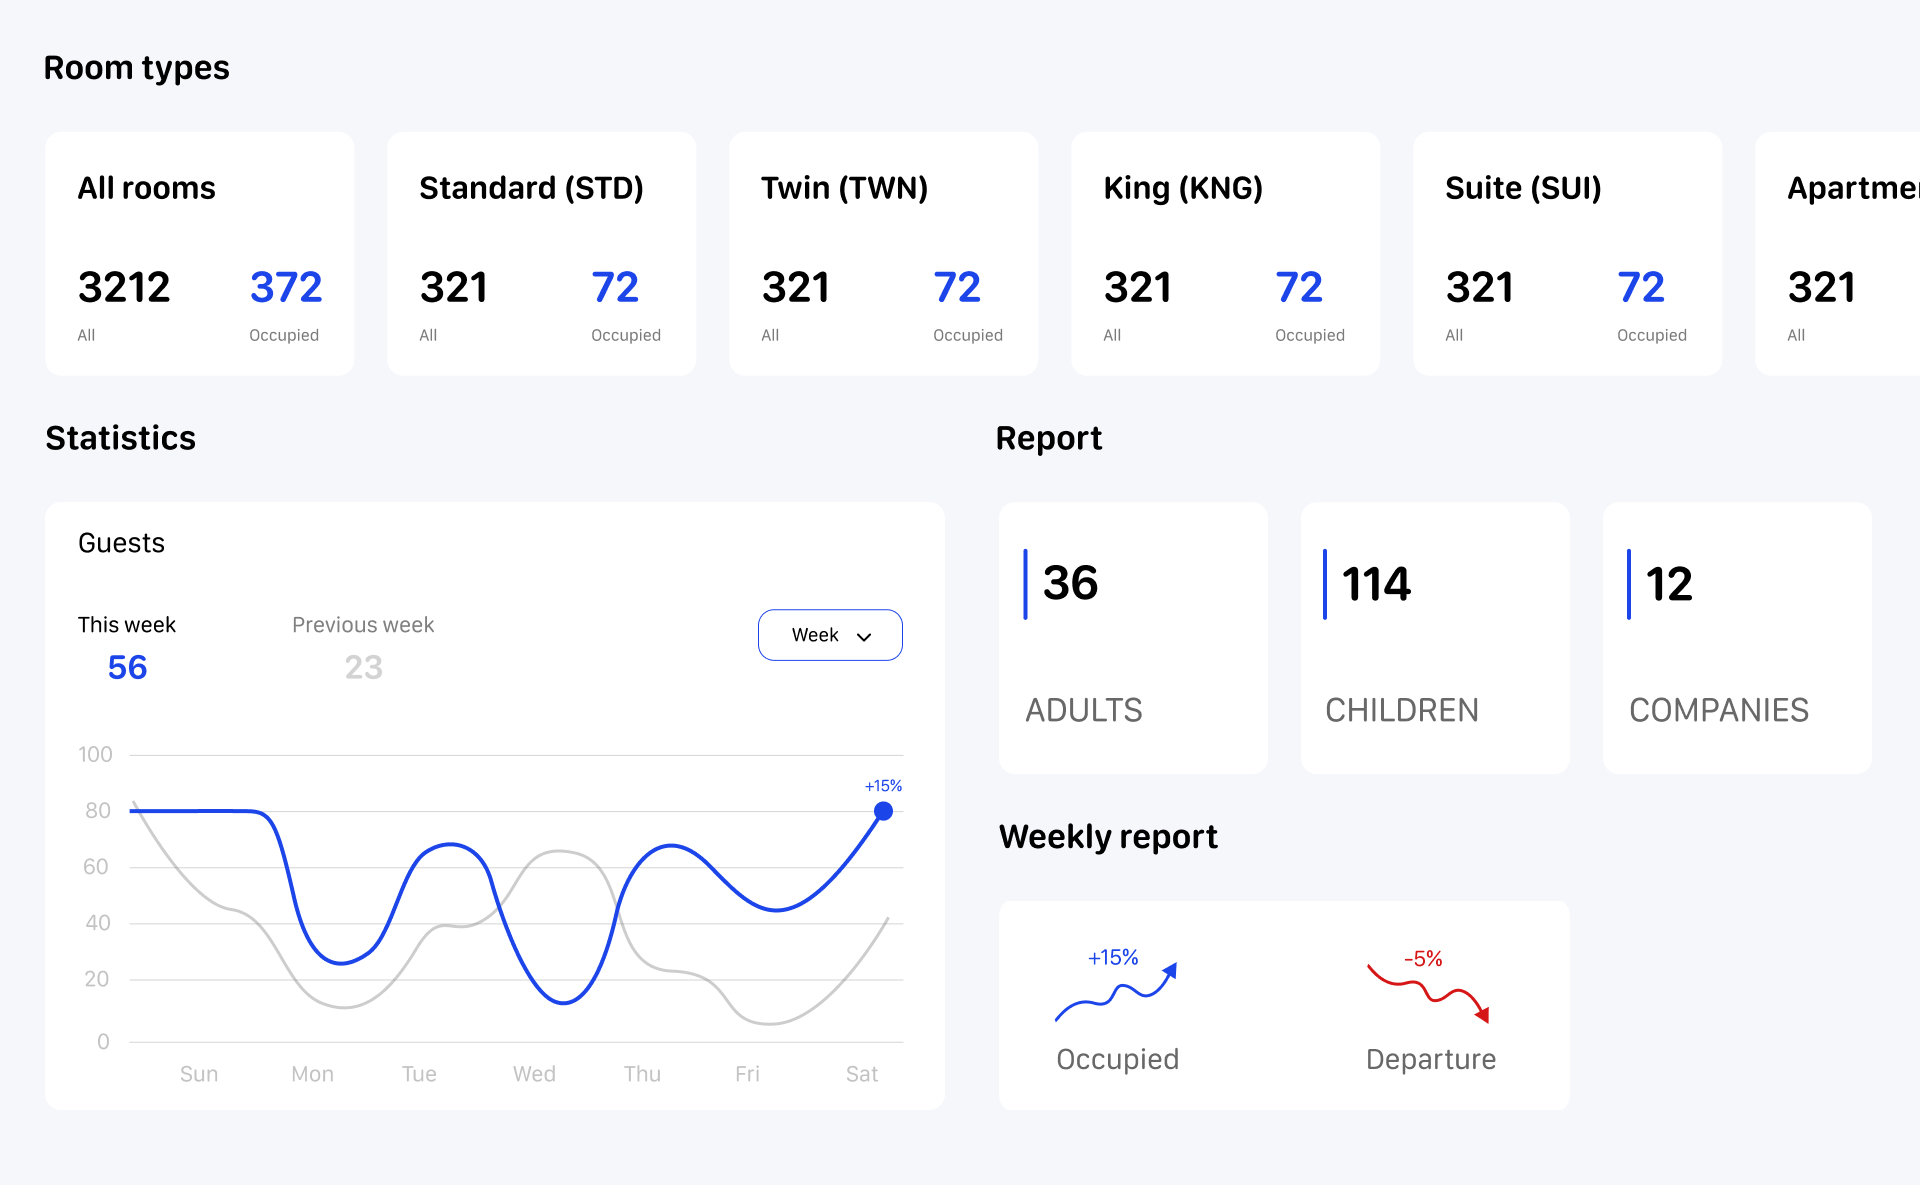 Room types
All rooms
3212 372
All Occupied
Standard (STD)
321 72
All Occupied
Twin (TWN)
321 72
All Occupied
King (KNG)
321 72
All Occupied
Suite (SUI)
321 72
All Occupied
Apartme
321
All
Statistics
Guests
This week Previous week
56 23
Week
100
80
60
40
20
0
+15%
Sun Mon Tue Wed Thu Fri Sat
Report
36
ADULTS
114
CHILDREN
12
COMPANIES
Weekly report
+15%
Occupied
-5%
Departure